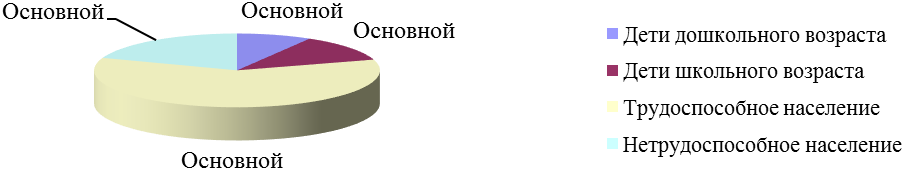 Основной
Основной
Основной
Основной
Дети дошкольного возраста
Дети школьного возраста
Трудоспособное население
Нетрудоспособное население